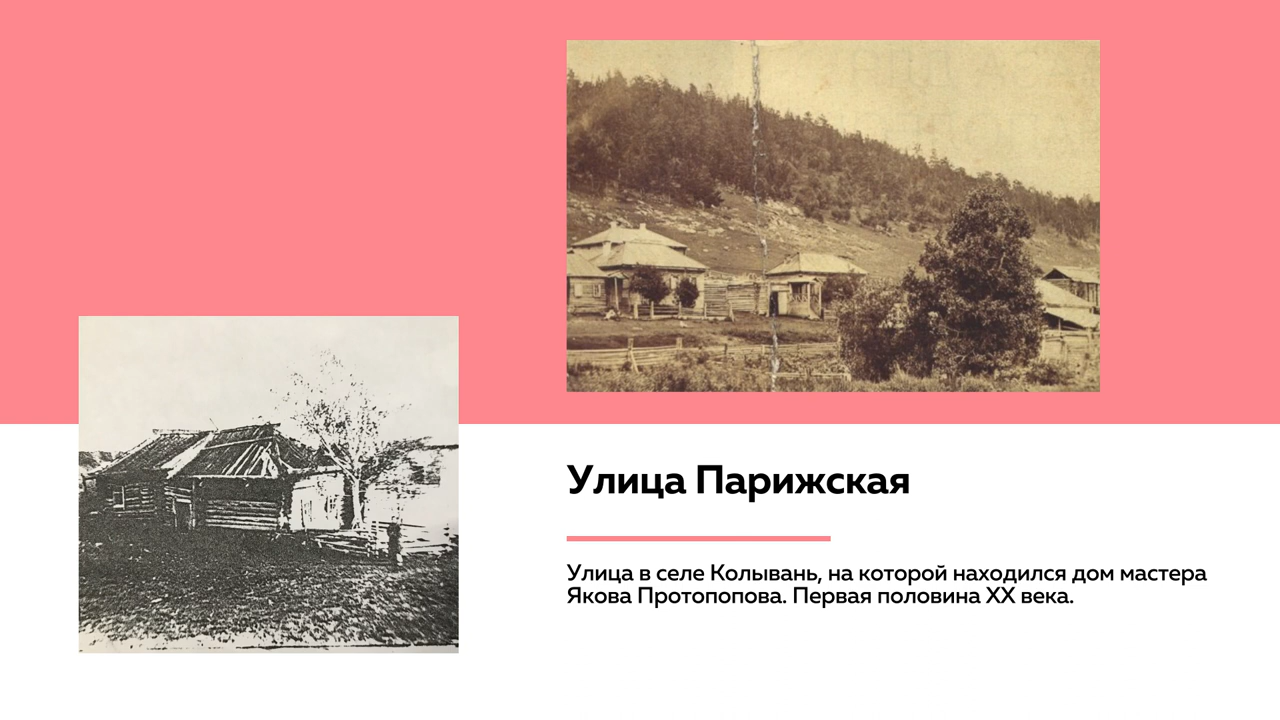 Улица Парижская
Улица в селе Колывань, на которой находился дом мастера
Якова Протопопова. Первая половина XX века.